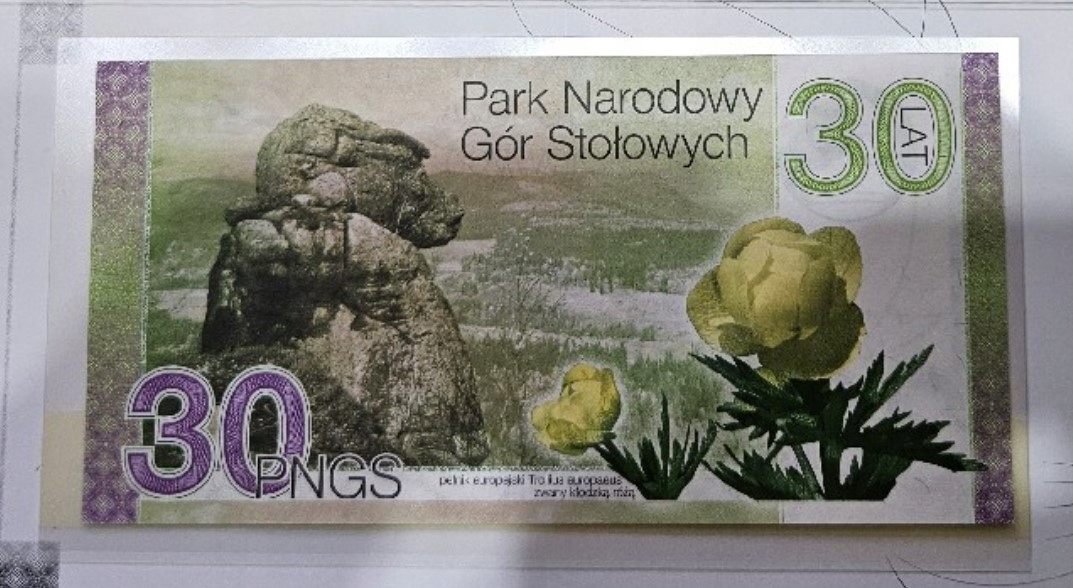 Park Narodowy
Gór Stołowych
30
LAT
30
PNGS
pełnik europejski Trollius europaeus
zwany kłodzką różą